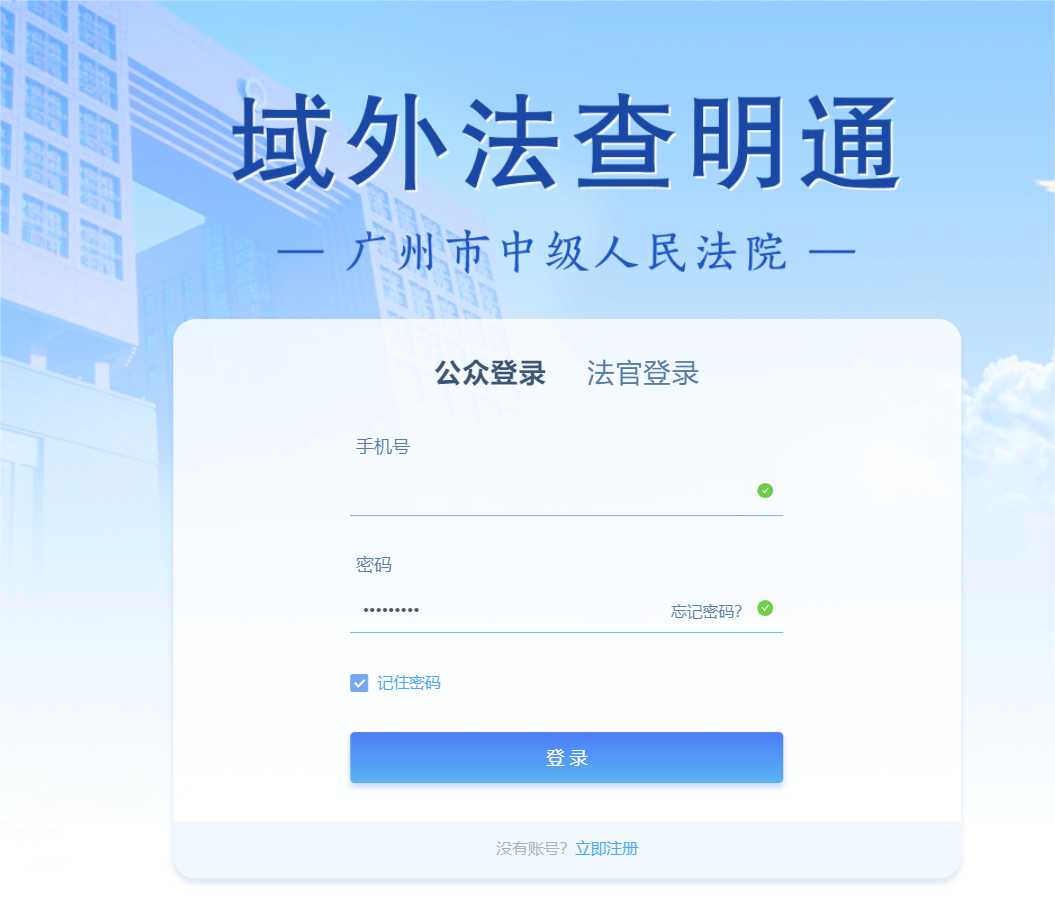 域外法查明通
— 广州市中级人民法院 —
公众登录 法官登录
手机号
密码
••••••••• 忘记密码?
记住密码
登录
没有账号? 立即注册